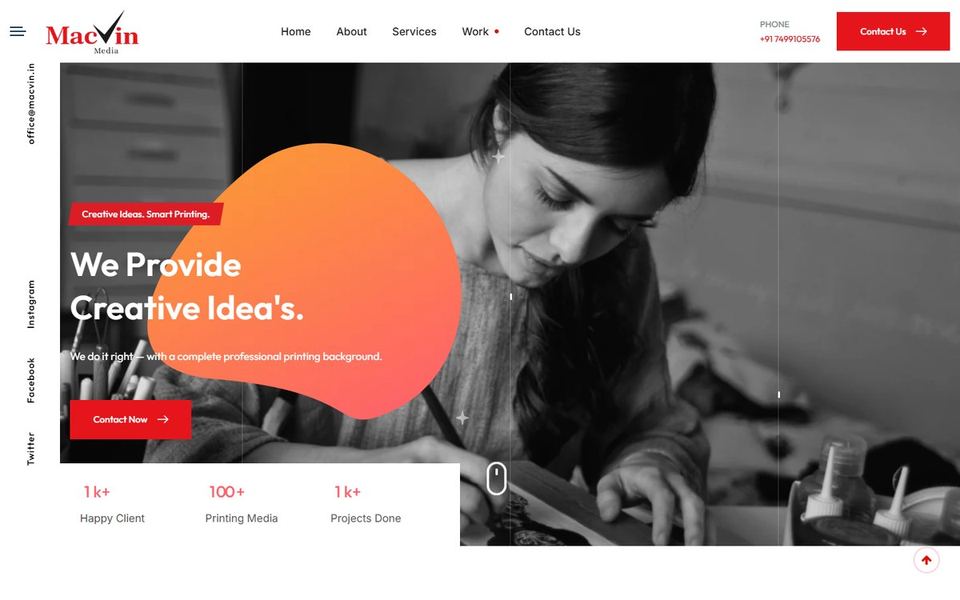 Macvin
Media
Home
About
Services
Work
Contact Us
PHONE
+91 7499105576
Contact Us
office@macvin.in
Instagram
Facebook
Twitter
Creative Ideas. Smart Printing.
We Provide
Creative Idea's.
We do it right — with a complete professional printing background.
Contact Now
1 k+
Happy Client
100+
Printing Media
1 k+
Projects Done